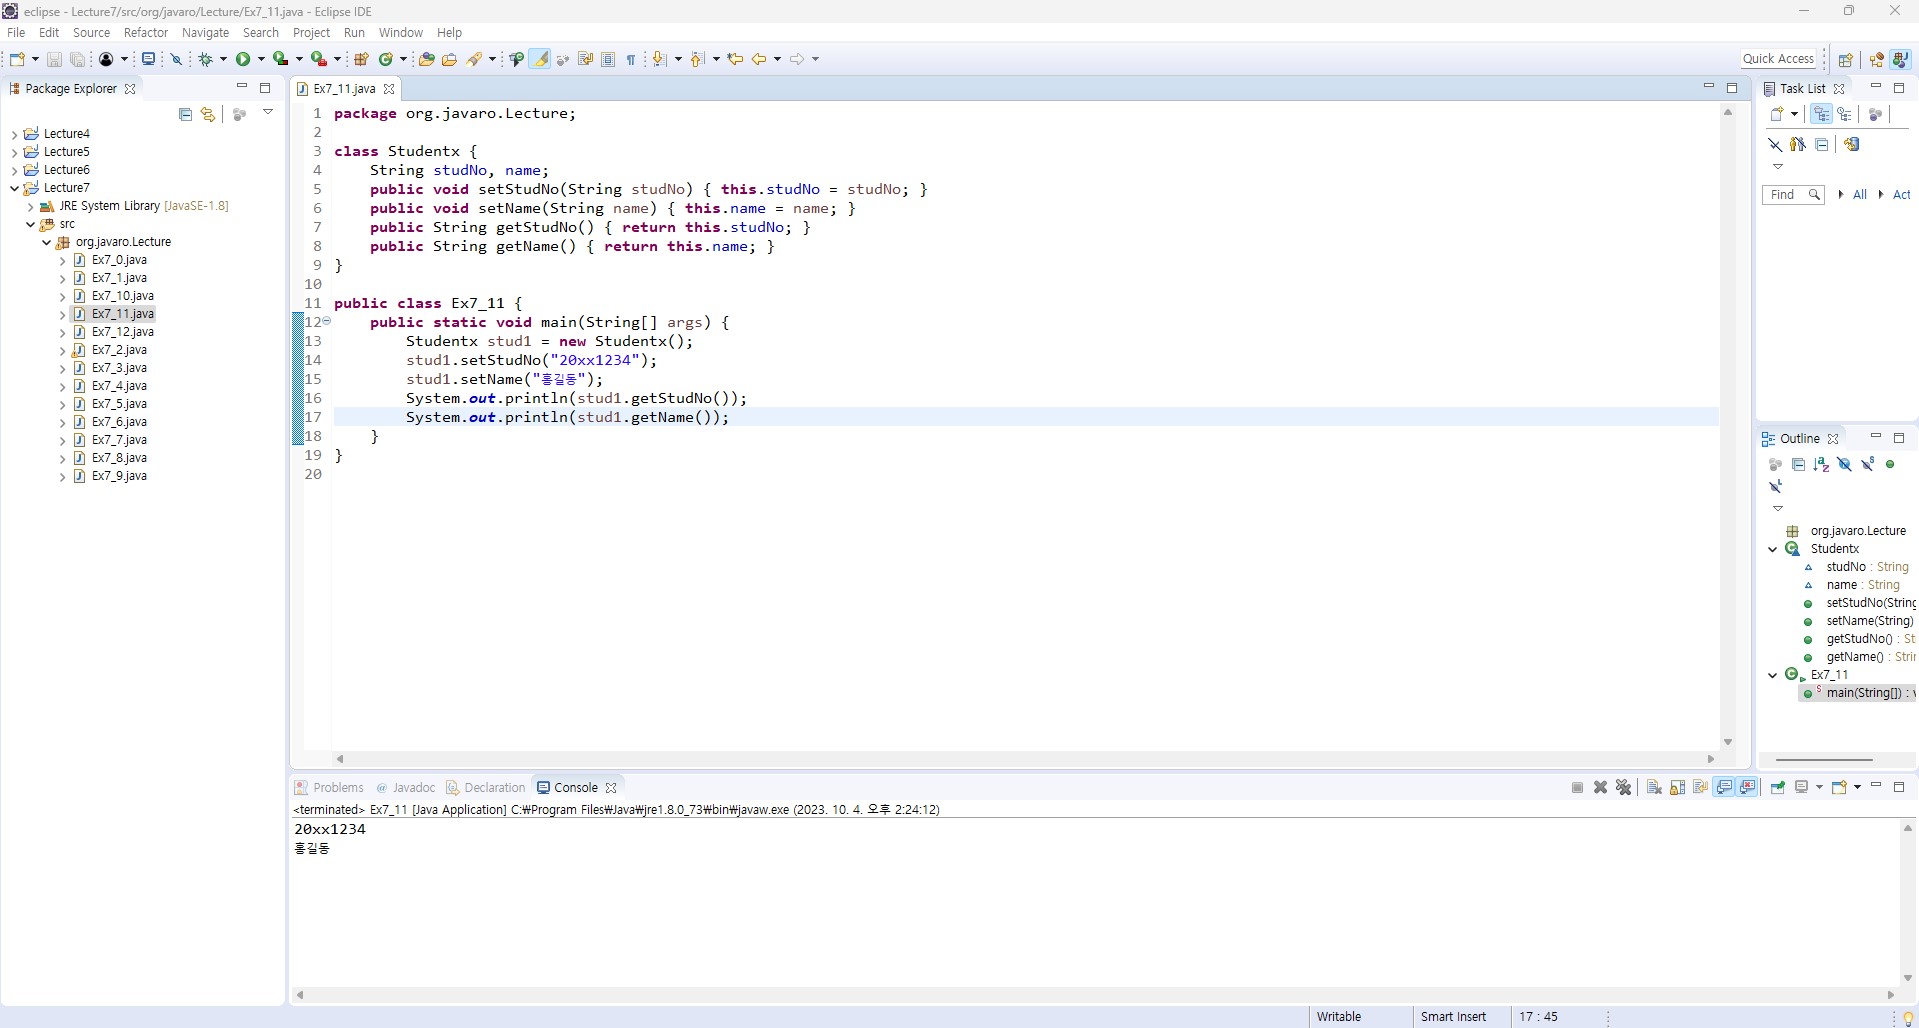 eclipse - Lecture7/src/org/javaro/Lecture/Ex7_11.java - Eclipse IDE
File Edit Source Refactor Navigate Search Project Run Window Help
Quick Access
Package Explorer
Lecture4
Lecture5
Lecture6
Lecture7
JRE System Library [JavaSE-1.8]
src
org.javaro.Lecture
Ex7_0.java
Ex7_1.java
Ex7_10.java
Ex7_11.java
Ex7_12.java
Ex7_2.java
Ex7_3.java
Ex7_4.java
Ex7_5.java
Ex7_6.java
Ex7_7.java
Ex7_8.java
Ex7_9.java
Ex7_11.java
1 package org.javaro.Lecture;
2
3 class Studentx {
4 String studNo, name;
5 public void setStudNo(String studNo) { this.studNo = studNo; }
6 public void setName(String name) { this.name = name; }
7 public String getStudNo() { return this.studNo; }
8 public String getName() { return this.name; }
9 }
10
11 public class Ex7_11 {
12 public static void main(String[] args) {
13 Studentx stud1 = new Studentx();
14 stud1.setStudNo("20xx1234");
15 stud1.setName("홍길동");
16 System.out.println(stud1.getStudNo());
17 System.out.println(stud1.getName());
18 }
19 }
20
Task List
Find All Act
Outline
org.javaro.Lecture
Studentx
studNo : String
name : String
setStudNo(String
setName(String)
getStudNo() : St
getName() : Strin
Ex7_11
main(String[]) : v
Problems @ Javadoc Declaration Console
<terminated> Ex7_11 [Java Application] C:₩Program Files₩Java₩jre1.8.0_73₩bin₩javaw.exe (2023. 10. 4. 오후 2:24:12)
20xx1234
홍길동
Writable Smart Insert 17 : 45